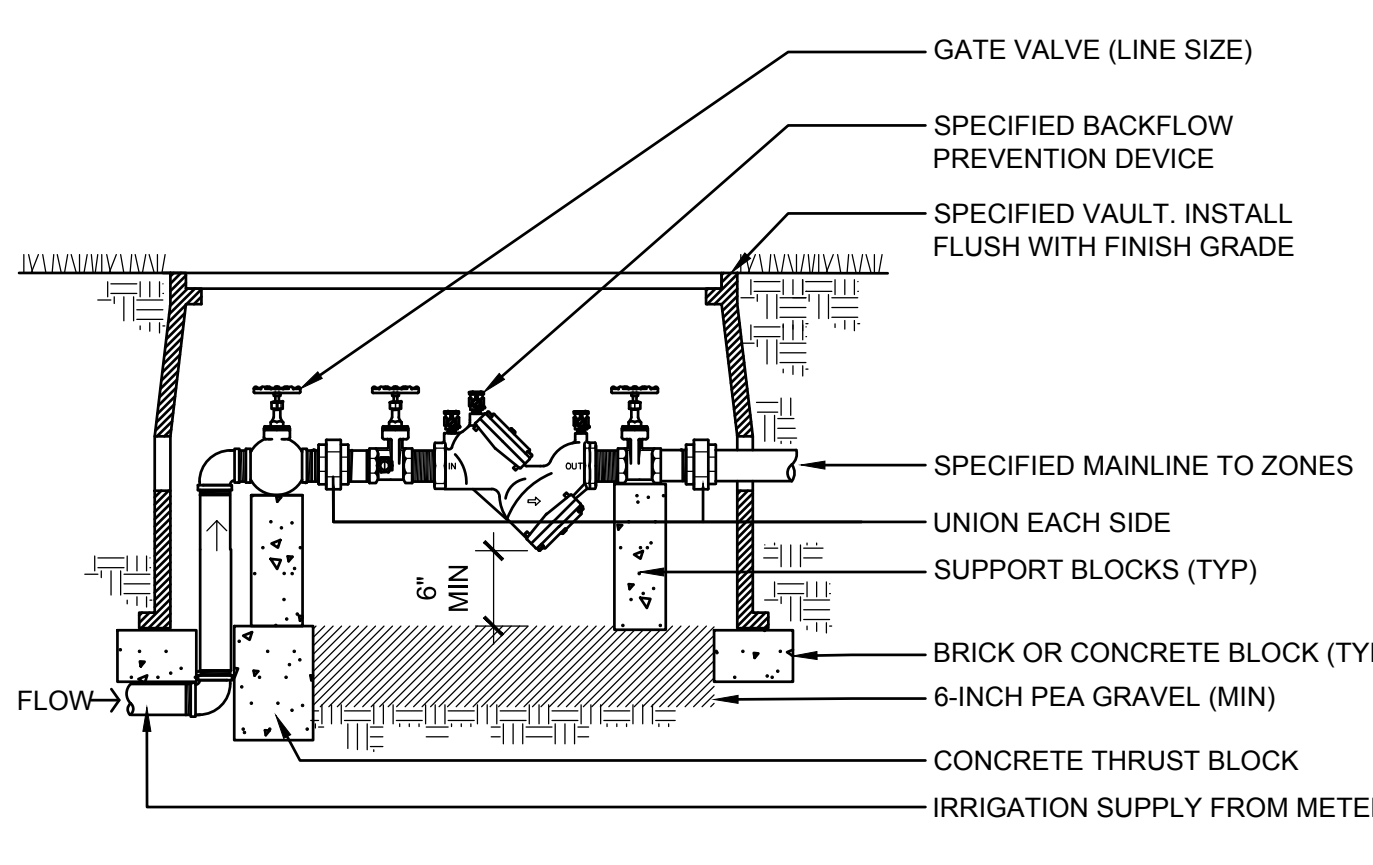 GATE VALVE (LINE SIZE)
SPECIFIED BACKFLOW
PREVENTION DEVICE
SPECIFIED VAULT. INSTALL
FLUSH WITH FINISH GRADE
IN
OUT
SPECIFIED MAINLINE TO ZONES
UNION EACH SIDE
SUPPORT BLOCKS (TYP)
6"
MIN
BRICK OR CONCRETE BLOCK (TYP
FLOW
6-INCH PEA GRAVEL (MIN)
CONCRETE THRUST BLOCK
IRRIGATION SUPPLY FROM METE